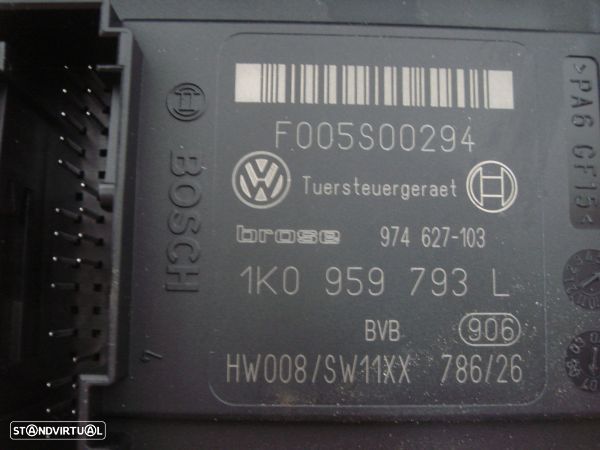 F005S00294
Tuersteuergeraet
brose 974 627-103
1K0 959 793 L
BVB 906
HW008/SW11XX 786/26
BOSCH
>PA6 GF15<
STANDVIRTUAL